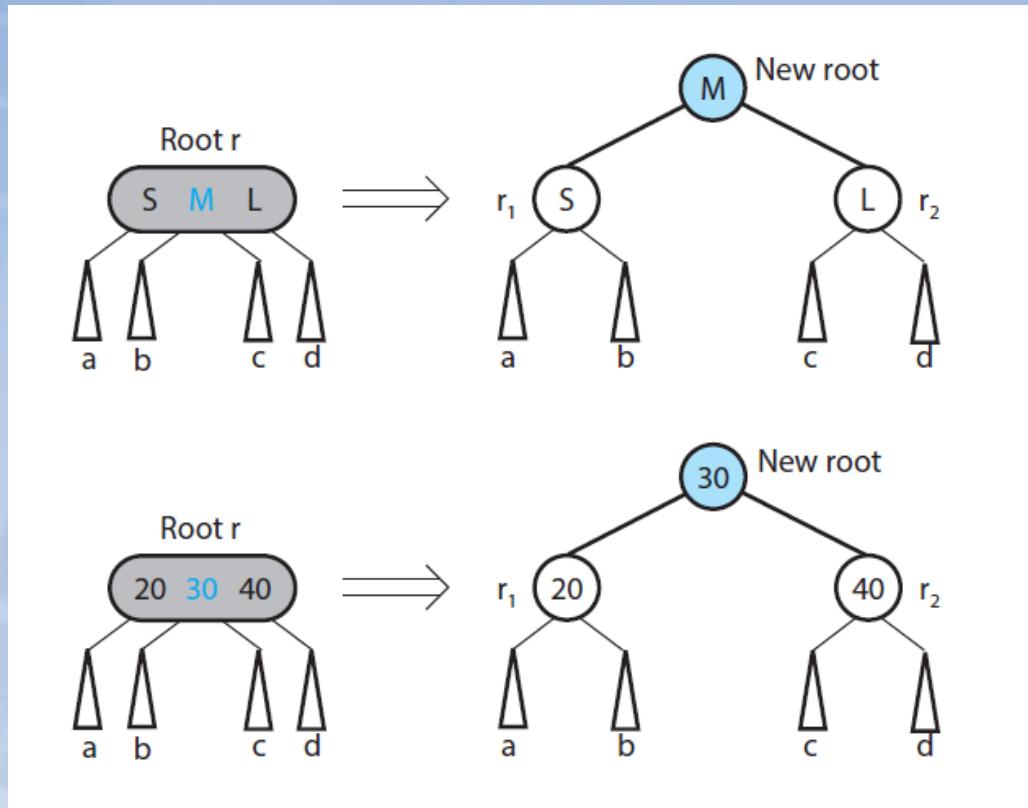 New root
M
Root r
S M L
r₁ S
L r₂
a b c d
a b c d
New root
30
Root r
20 30 40
r₁ 20
40 r₂
a b c d
a b c d